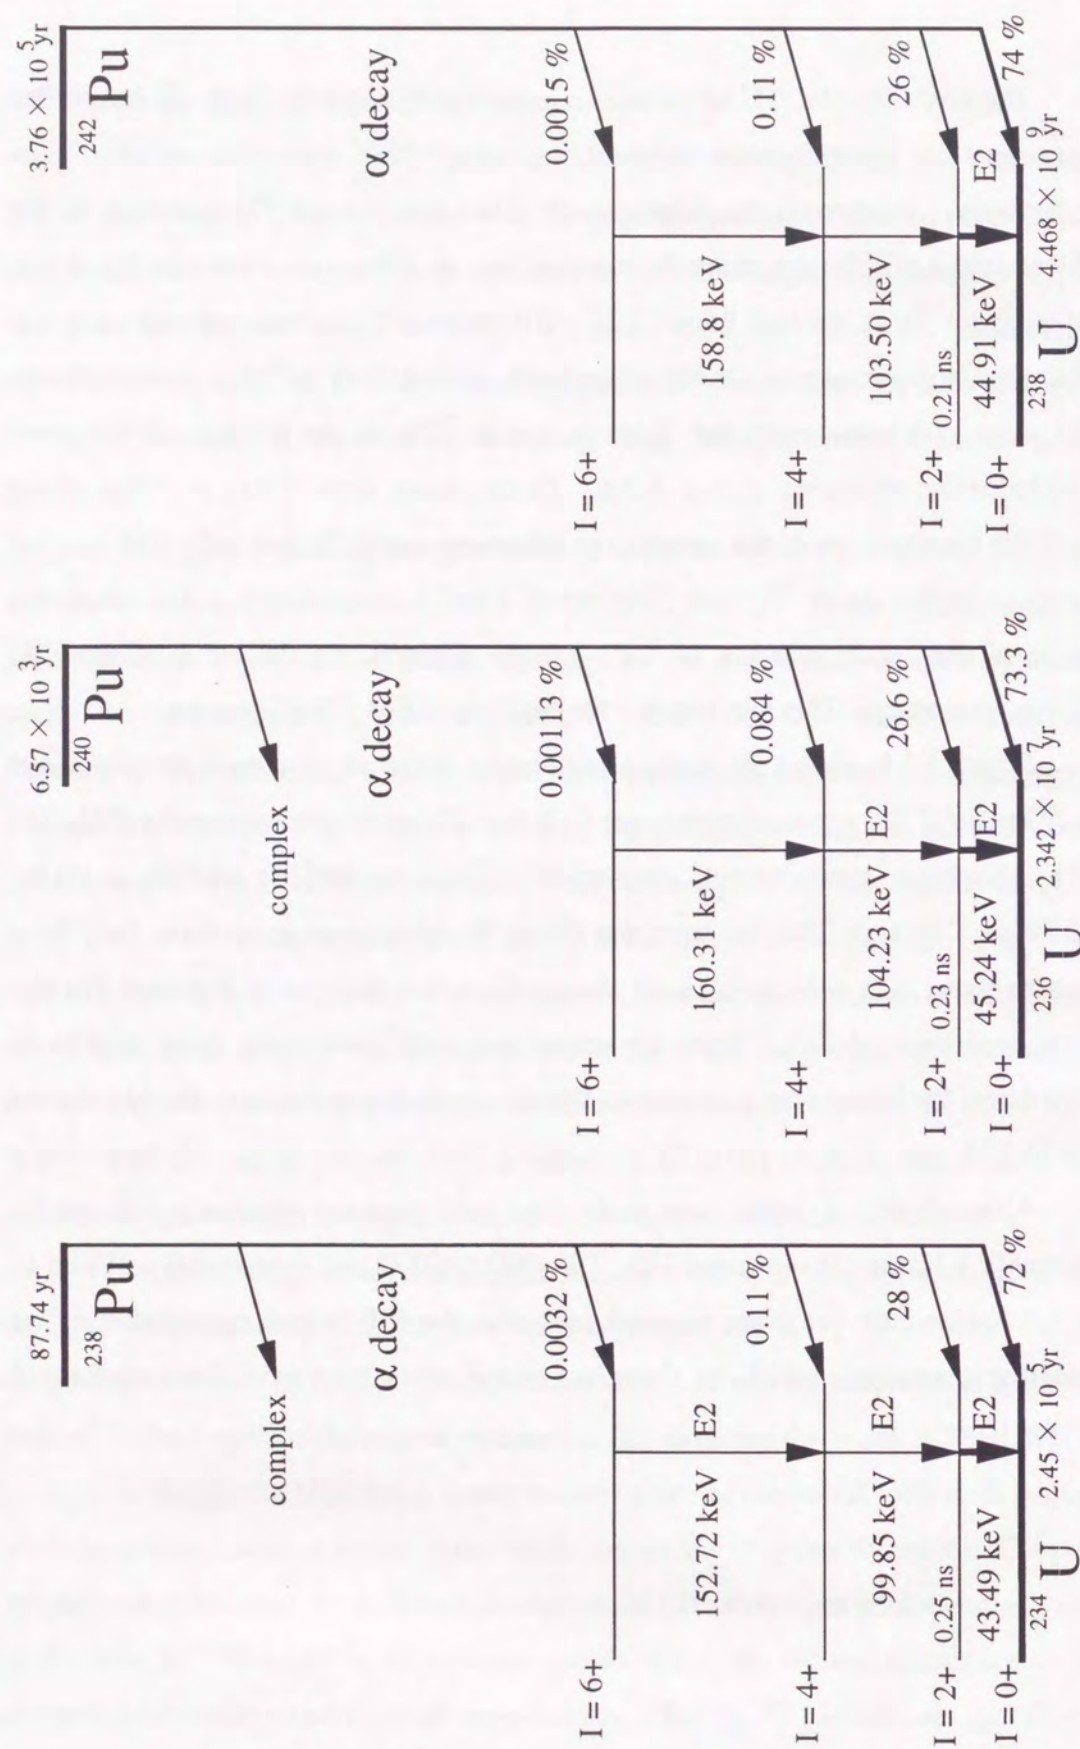 87.74 yr
238 Pu
complex
α decay
0.0032 %
I = 6+
152.72 keV E2
0.11 %
I = 4+
99.85 keV E2
28 %
I = 2+ 0.25 ns
43.49 keV E2
I = 0+
72 %
234 U 2.45 × 10 5 yr
6.57 × 10 3 yr
240 Pu
complex
α decay
0.0013 %
I = 6+
160.3 keV
0.084 %
I = 4+
104.23 keV E2
26.6 %
I = 2+ 0.23 ns
45.24 keV E2
I = 0+
73.3 %
236 U 2.342 × 10 7 yr
3.76 × 10 5 yr
242 Pu
α decay
0.0015 %
I = 6+
158.8 keV
0.1 %
I = 4+
103.50 keV
26 %
I = 2+ 0.21 ns
44.91 keV E2
I = 0+
74 %
238 U 4.468 × 10 9 yr